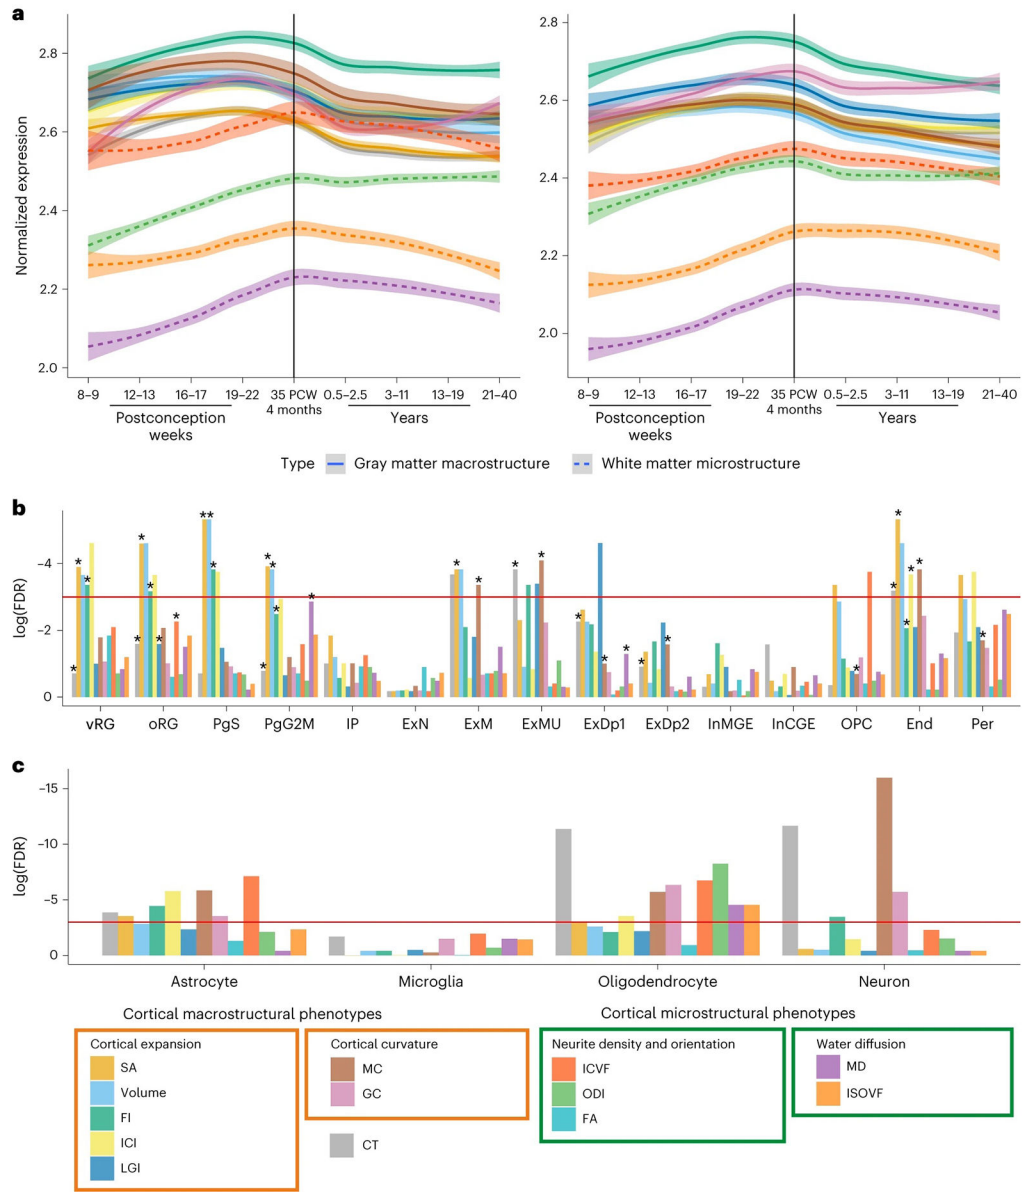 a
2.8
2.6
2.4
2.2
2.0
Normalized expression
8–9
12–13
16–17
19–22
35 PCW
4 months
0.5–2.5
3–11
13–19
21–40
Postconception
weeks
Years
2.8
2.6
2.4
2.2
2.0
8–9
12–13
16–17
19–22
35 PCW
4 months
0.5–2.5
3–11
13–19
21–40
Postconception
weeks
Years
Type
Gray matter macrostructure
White matter microstructure
b
–4
–2
0
log(FDR)
vRG
oRG
PgS
PgG2M
IP
ExN
ExM
ExMU
ExDp1
ExDp2
InMGE
InCGE
OPC
End
Per
c
–15
–10
–5
0
log(FDR)
Astrocyte
Microglia
Oligodendrocyte
Neuron
Cortical macrostructural phenotypes
Cortical expansion
SA
Volume
FI
ICI
LGI
Cortical curvature
MC
GC
CT
Cortical microstructural phenotypes
Neurite density and orientation
ICVF
ODI
FA
Water diffusion
MD
ISOVF